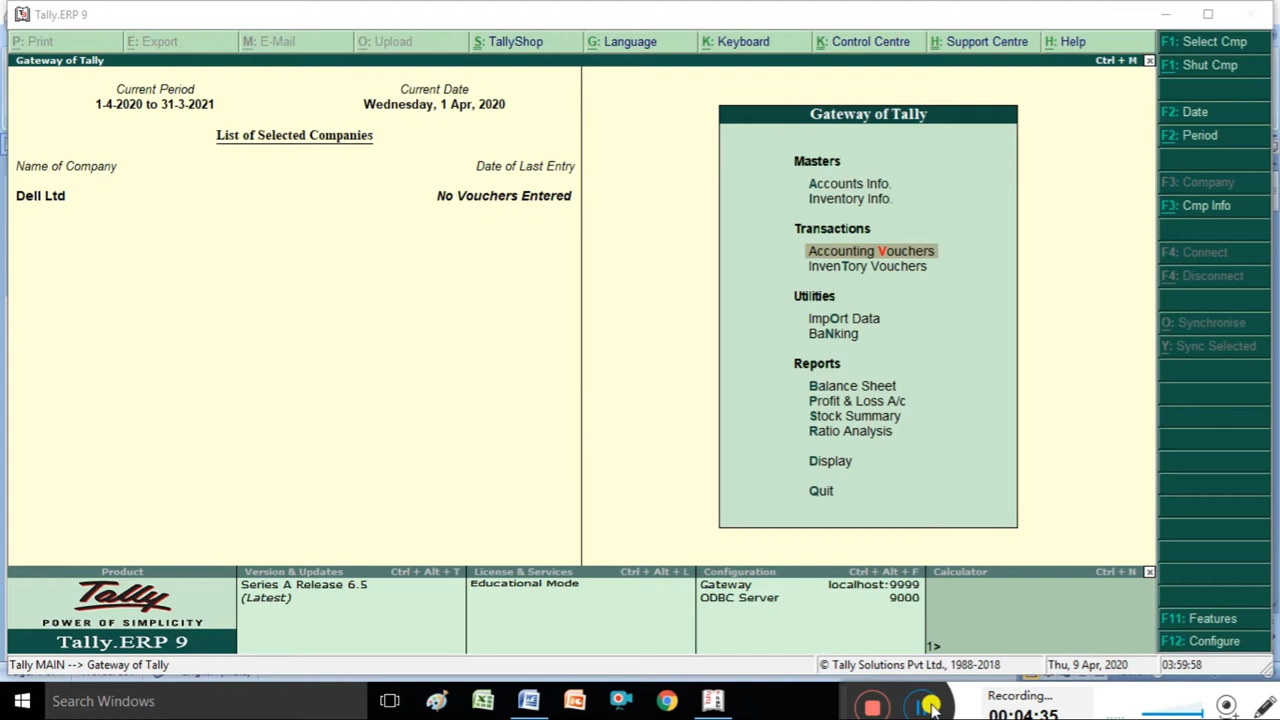 Tally.ERP 9
P: Print
E: Export
M: E-Mail
O: Upload
S: TallyShop
G: Language
K: Keyboard
K: Control Centre
H: Support Centre
H: Help
Gateway of Tally
Ctrl + M
Current Period
1-4-2020 to 31-3-2021
Current Date
Wednesday, 1 Apr, 2020
List of Selected Companies
Name of Company
Date of Last Entry
Dell Ltd
No Vouchers Entered
Gateway of Tally
Masters
Accounts Info.
Inventory Info.
Transactions
Accounting Vouchers
InvenTory Vouchers
Utilities
ImpOrt Data
BaNking
Reports
Balance Sheet
Profit & Loss A/c
Stock Summary
Ratio Analysis
Display
Quit
F1: Select Cmp
F1: Shut Cmp
F2: Date
F2: Period
F3: Company
F3: Cmp Info
F4: Connect
F4: Disconnect
O: Synchronise
Y: Sync Selected
F11: Features
F12: Configure
Product
Tally
POWER OF SIMPLICITY
Tally.ERP 9
Version & Updates
Ctrl + Alt + T
Series A Release 6.5
(Latest)
License & Services
Ctrl + Alt + L
Educational Mode
Configuration
Ctrl + Alt + F
Gateway
localhost:9999
ODBC Server
9000
Calculator
Ctrl + N
1>
Tally MAIN --> Gateway of Tally
© Tally Solutions Pvt Ltd., 1988-2018
Thu, 9 Apr, 2020
03:59:58
Search Windows
Recording...
00:04:35